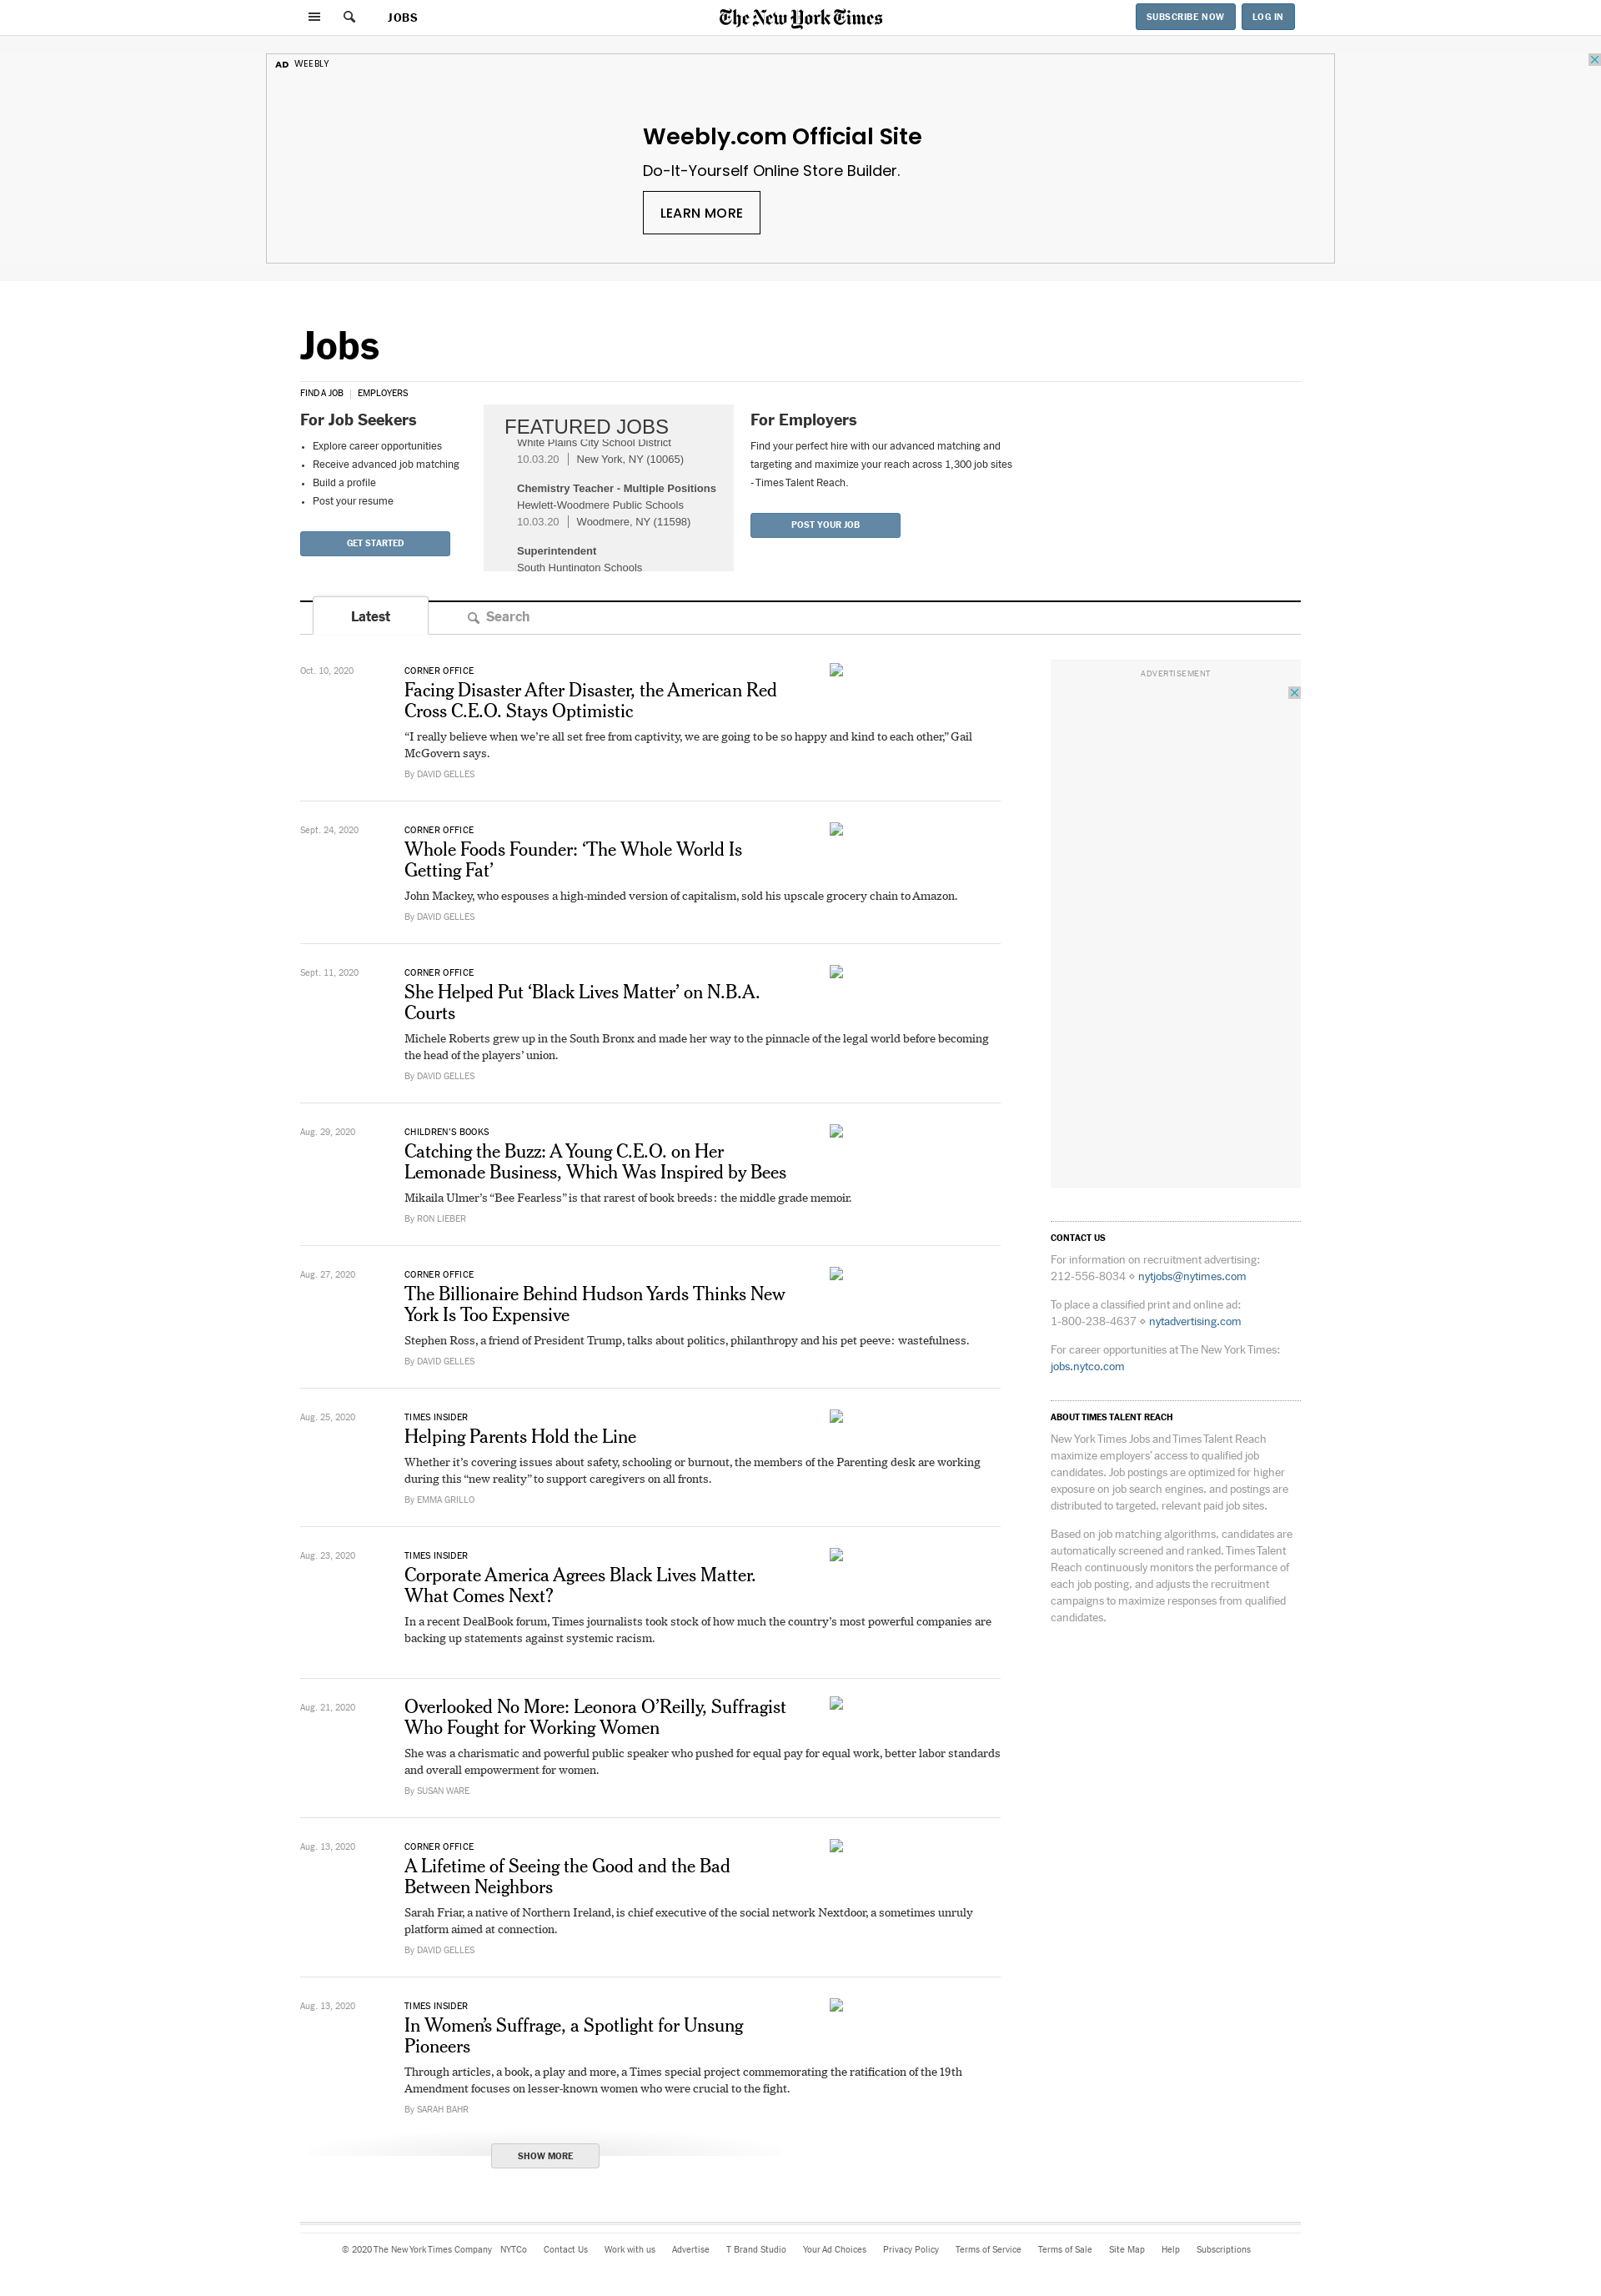 JOBS
The New York Times
SUBSCRIBE NOW
LOG IN
AD WEEBLY
Weebly.com Official Site
Do-It-Yourself Online Store Builder.
LEARN MORE
Jobs
FIND A JOB | EMPLOYERS
For Job Seekers
• Explore career opportunities
• Receive advanced job matching
• Build a profile
• Post your resume
GET STARTED
FEATURED JOBS
White Plains City School District
10.03.20 | New York, NY (10065)
Chemistry Teacher - Multiple Positions
Hewlett-Woodmere Public Schools
10.03.20 | Woodmere, NY (11598)
Superintendent
South Huntington Schools
For Employers
Find your perfect hire with our advanced matching and
targeting and maximize your reach across 1,300 job sites
- Times Talent Reach.
POST YOUR JOB
Latest
Search
Oct. 10, 2020
CORNER OFFICE
Facing Disaster After Disaster, the American Red
Cross C.E.O. Stays Optimistic
“I really believe when we’re all set free from captivity, we are going to be so happy and kind to each other,” Gail
McGovern says.
By DAVID GELLES
Sept. 24, 2020
CORNER OFFICE
Whole Foods Founder: ‘The Whole World Is
Getting Fat’
John Mackey, who espouses a high-minded version of capitalism, sold his upscale grocery chain to Amazon.
By DAVID GELLES
Sept. 11, 2020
CORNER OFFICE
She Helped Put ‘Black Lives Matter’ on N.B.A.
Courts
Michele Roberts grew up in the South Bronx and made her way to the pinnacle of the legal world before becoming
the head of the players’ union.
By DAVID GELLES
Aug. 29, 2020
CHILDREN’S BOOKS
Catching the Buzz: A Young C.E.O. on Her
Lemonade Business, Which Was Inspired by Bees
Mikaila Ulmer’s “Bee Fearless” is that rarest of book breeds: the middle grade memoir.
By RON LIEBER
Aug. 27, 2020
CORNER OFFICE
The Billionaire Behind Hudson Yards Thinks New
York Is Too Expensive
Stephen Ross, a friend of President Trump, talks about politics, philanthropy and his pet peeve: wastefulness.
By DAVID GELLES
Aug. 25, 2020
TIMES INSIDER
Helping Parents Hold the Line
Whether it’s covering issues about safety, schooling or burnout, the members of the Parenting desk are working
during this “new reality” to support caregivers on all fronts.
By EMMA GRILLO
Aug. 23, 2020
TIMES INSIDER
Corporate America Agrees Black Lives Matter.
What Comes Next?
In a recent DealBook forum, Times journalists took stock of how much the country’s most powerful companies are
backing up statements against systemic racism.
Aug. 21, 2020
Overlooked No More: Leonora O’Reilly, Suffragist
Who Fought for Working Women
She was a charismatic and powerful public speaker who pushed for equal pay for equal work, better labor standards
and overall empowerment for women.
By SUSAN WARE
Aug. 13, 2020
CORNER OFFICE
A Lifetime of Seeing the Good and the Bad
Between Neighbors
Sarah Friar, a native of Northern Ireland, is chief executive of the social network Nextdoor, a sometimes unruly
platform aimed at connection.
By DAVID GELLES
Aug. 13, 2020
TIMES INSIDER
In Women’s Suffrage, a Spotlight for Unsung
Pioneers
Through articles, a book, a play and more, a Times special project commemorating the ratification of the 19th
Amendment focuses on lesser-known women who were crucial to the fight.
By SARAH BAHR
SHOW MORE
ADVERTISEMENT
CONTACT US
For information on recruitment advertising:
212-556-8034 ⋄ nytjobs@nytimes.com
To place a classified print and online ad:
1-800-238-4637 ⋄ nytadvertising.com
For career opportunities at The New York Times:
jobs.nytco.com
ABOUT TIMES TALENT REACH
New York Times Jobs and Times Talent Reach
maximize employers’ access to qualified job
candidates. Job postings are optimized for higher
exposure on job search engines, and postings are
distributed to targeted, relevant paid job sites.
Based on job matching algorithms, candidates are
automatically screened and ranked. Times Talent
Reach continuously monitors the performance of
each job posting, and adjusts the recruitment
campaigns to maximize responses from qualified
candidates.
© 2020 The New York Times Company NYTCo Contact Us Work with us Advertise T Brand Studio Your Ad Choices Privacy Policy Terms of Service Terms of Sale Site Map Help Subscriptions